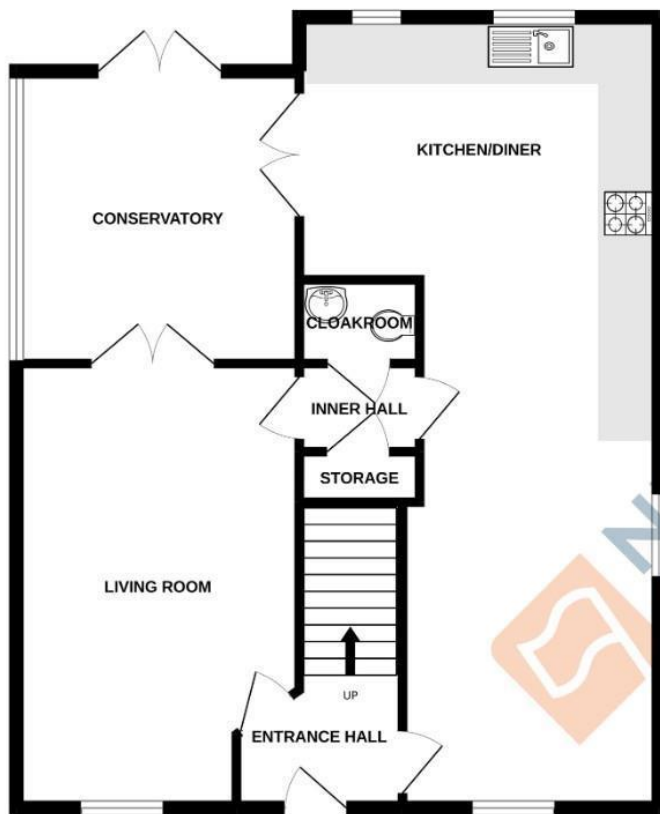 KITCHEN/DINER
CONSERVATORY
CLOAKROOM
INNER HALL
STORAGE
LIVING ROOM
UP
ENTRANCE HALL